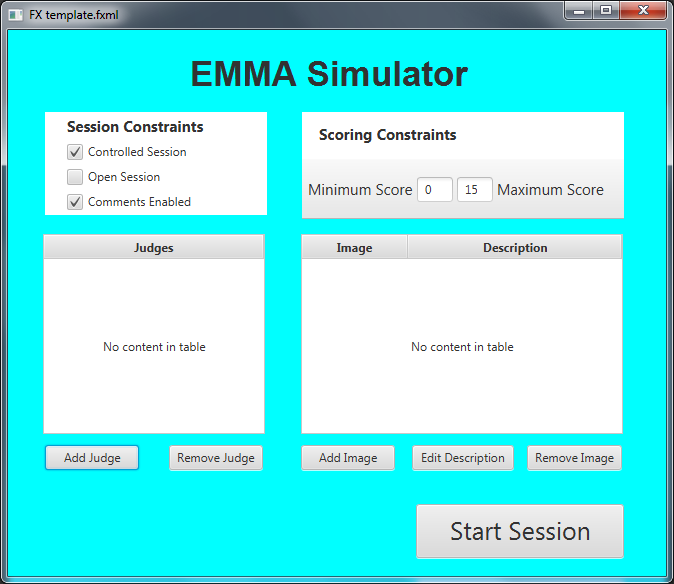 FX template.fxml
EMMA Simulator
Session Constraints
Controlled Session
Open Session
Comments Enabled
Scoring Constraints
Minimum Score 0 15 Maximum Score
Judges
No content in table
Image Description
No content in table
Add Judge Remove Judge
Add Image Edit Description Remove Image
Start Session